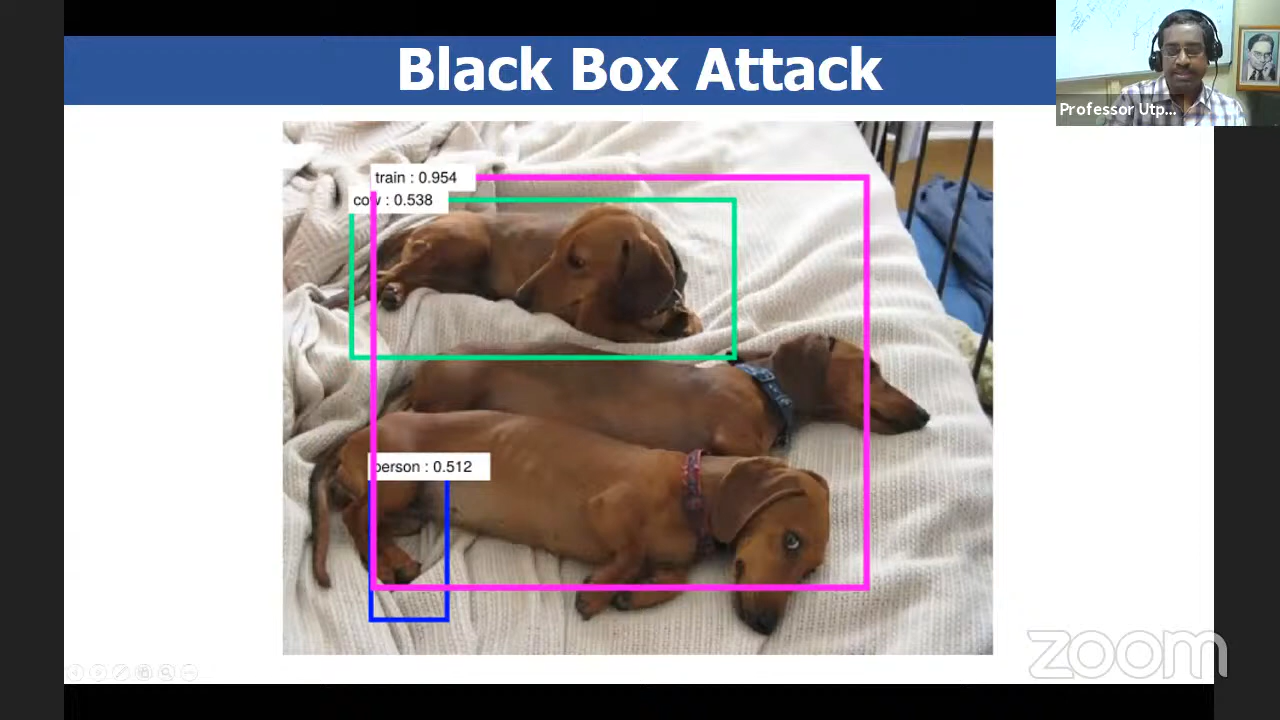 Black Box Attack
Professor Utp...
train : 0.954
cow : 0.538
person : 0.512
zoom